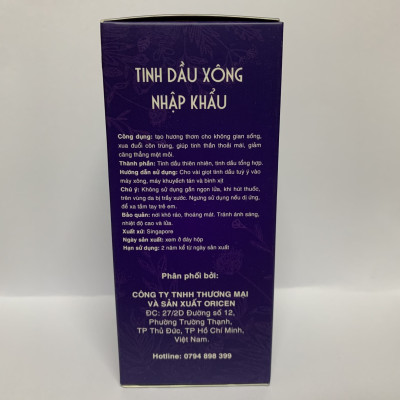 TINH DẦU XÔNG
NHẬP KHẨU
Công dụng: tạo hương thơm cho không gian sống,
xua đuổi côn trùng, giúp tinh thần thoải mái, giảm
căng thẳng mệt mỏi.
Thành phần: Tinh dầu thiên nhiên, tinh dầu tổng hợp.
Hướng dẫn sử dụng: Cho vài giọt tinh dầu tuỳ ý vào
máy xông, máy khuyếch tán và bình xịt
Chú ý: Không sử dụng gần ngọn lửa, khi hút thuốc,
trên vùng da bị trầy xước. Ngưng sử dụng nếu dị ứng.
để xa tầm tay trẻ em.
Bảo quản: nơi khô ráo, thoáng mát. Tránh ánh sáng,
nhiệt độ cao và lửa.
Xuất xứ: Singapore
Ngày sản xuất: xem ở đáy hộp
Hạn sử dụng: 2 năm kể từ ngày sản xuất
Phân phối bởi:
CÔNG TY TNHH THƯƠNG MẠI
VÀ SẢN XUẤT ORICEN
ĐC: 27/2D Đường số 12,
Phường Trường Thạnh,
TP Thủ Đức, TP Hồ Chí Minh,
Việt Nam.
Hotline: 0794 898 399